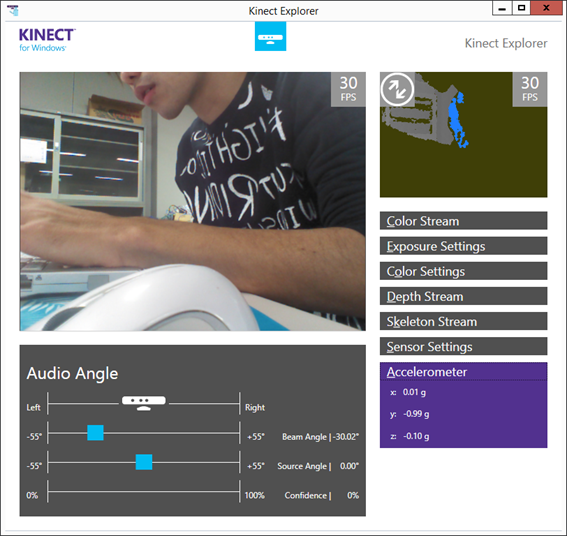 Kinect Explorer
KINECT
for Windows
Kinect Explorer
30
FPS
30
FPS
Color Stream
Exposure Settings
Color Settings
Depth Stream
Skeleton Stream
Sensor Settings
Accelerometer
x: 0.01 g
y: -0.99 g
z: -0.10 g
Audio Angle
Left Right
-55° +55° Beam Angle | -30.02°
-55° +55° Source Angle | 0.00°
0% 100% Confidence | 0%